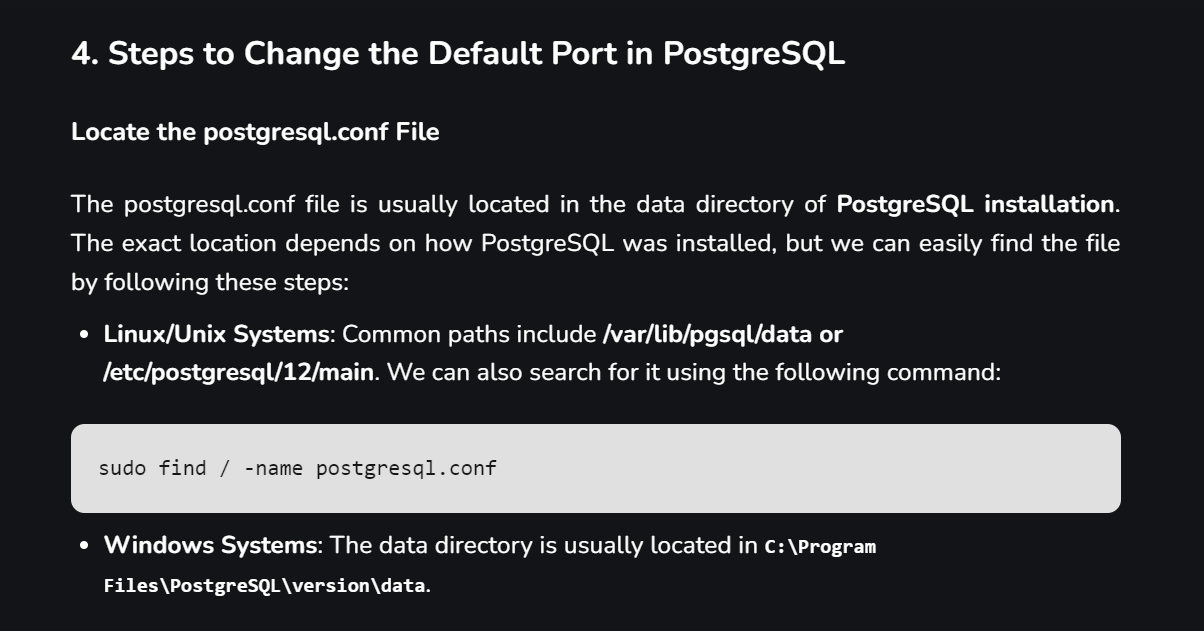 4. Steps to Change the Default Port in PostgreSQL
Locate the postgresql.conf File
The postgresql.conf file is usually located in the data directory of PostgreSQL installation.
The exact location depends on how PostgreSQL was installed, but we can easily find the file
by following these steps:
• Linux/Unix Systems: Common paths include /var/lib/pgsql/data or
/etc/postgresql/12/main. We can also search for it using the following command:
sudo find / -name postgresql.conf
• Windows Systems: The data directory is usually located in C:\Program
Files\PostgreSQL\version\data.